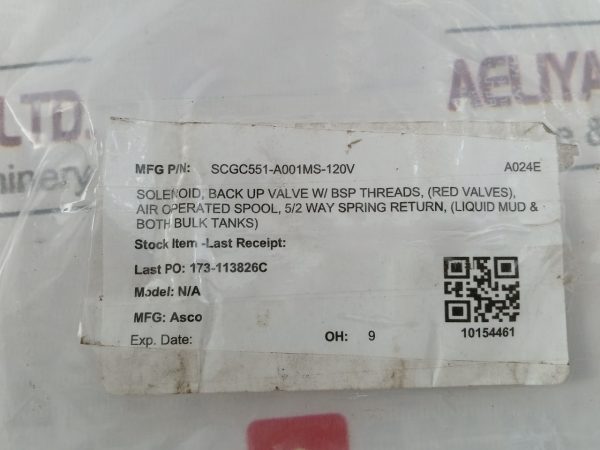 LTD.
AELIYA
hinery
& 
MFG P/N: SCGC551-A001MS-120V A024E
SOLENOID, BACK UP VALVE W/ BSP THREADS, (RED VALVES),
AIR OPERATED SPOOL, 5/2 WAY SPRING RETURN, (LIQUID MUD &
BOTH BULK TANKS)
Stock Item -Last Receipt:
Last PO: 173-113826C
Model: N/A
MFG: Asco
Exp. Date: OH: 9
10154461